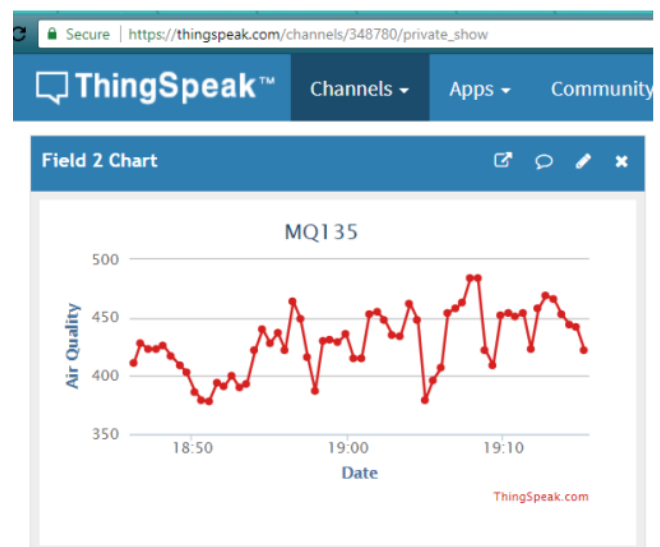 Secure | https://thingspeak.com/channels/348780/private_show
ThingSpeak™ Channels Apps Community
Field 2 Chart
MQ135
500
450
400
350
Air Quality
18:50 19:00 19:10
Date
ThingSpeak.com